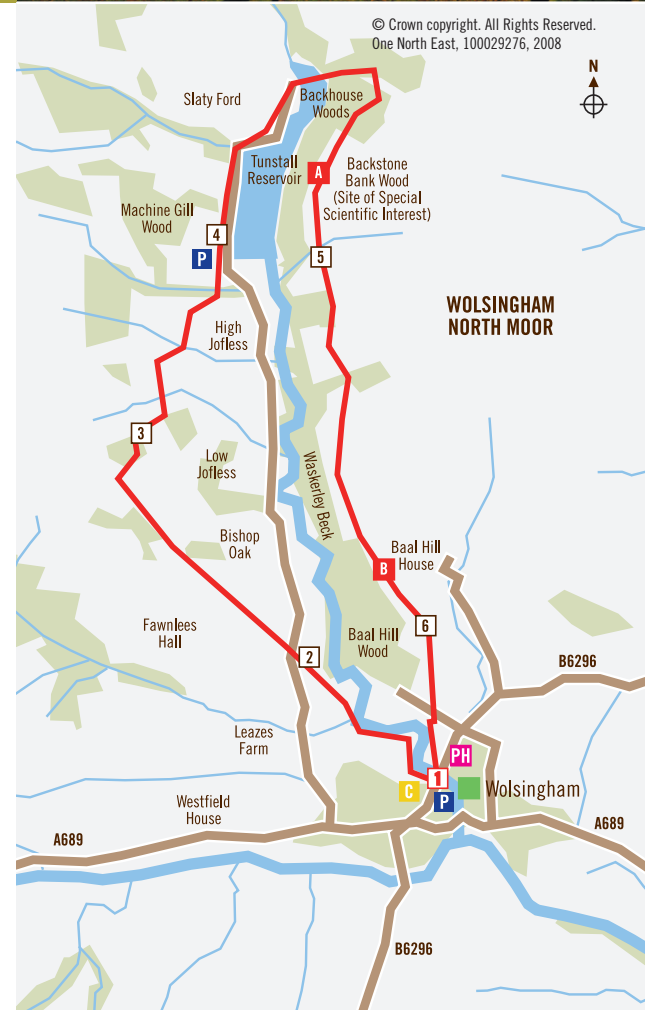 © Crown copyright. All Rights Reserved.
One North East, 100029276, 2008
N
Slaty Ford
Backhouse
Woods
Tunstall
Reservoir
A
Backstone
Bank Wood
(Site of Special
Scientific Interest)
Machine Gill
Wood
4
P
5
WOLSINGHAM
NORTH MOOR
High
Jofless
3
Low
Jofless
Waskerley Beck
Bishop
Oak
Baal Hill
House
B
Fawnlees
Hall
6
Baal Hill
Wood
2
B6296
Leazes
Farm
PH
1
C
P
Wolsingham
Westfield
House
A689
A689
B6296